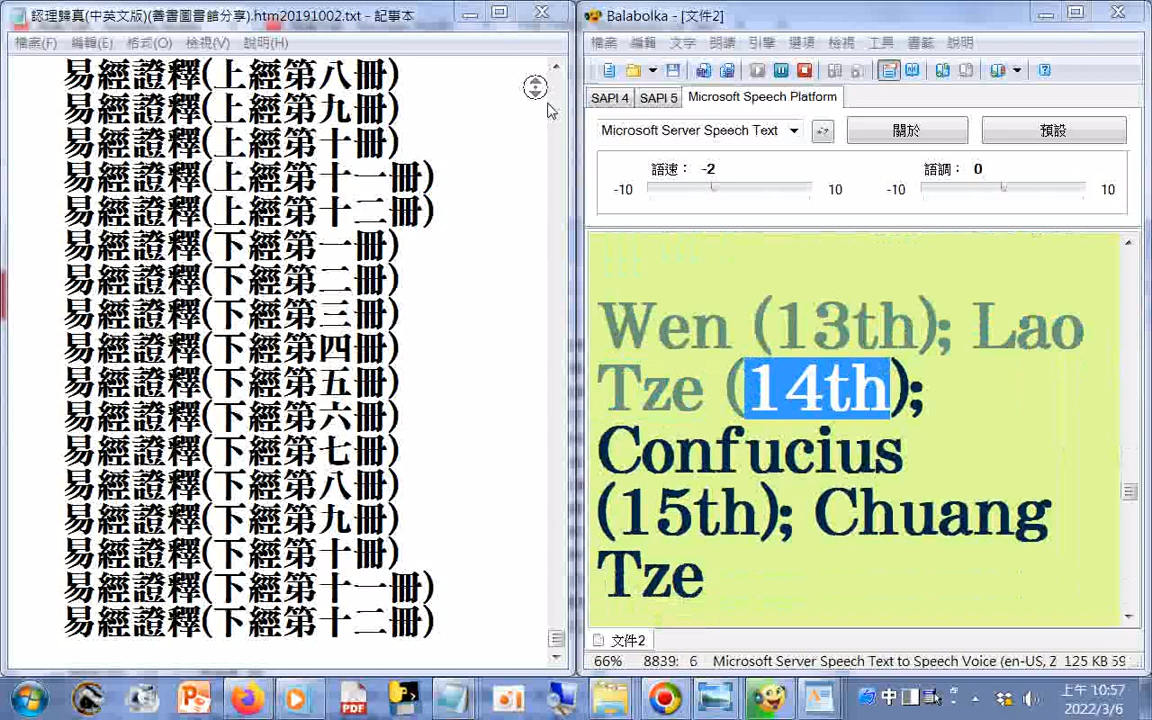 認理歸真(中英文版)(善書圖書館分享).htm20191002.txt - 記事本
檔案(F) 編輯(E) 格式(O) 檢視(V) 說明(H)
易經證釋(上經第八冊)
易經證釋(上經第九冊)
易經證釋(上經第十冊)
易經證釋(上經第十一冊)
易經證釋(上經第十二冊)
易經證釋(下經第一冊)
易經證釋(下經第二冊)
易經證釋(下經第三冊)
易經證釋(下經第四冊)
易經證釋(下經第五冊)
易經證釋(下經第六冊)
易經證釋(下經第七冊)
易經證釋(下經第八冊)
易經證釋(下經第九冊)
易經證釋(下經第十冊)
易經證釋(下經第十一冊)
易經證釋(下經第十二冊)
Balabolka - [文件2]
檔案 編輯 文字 朗讀 引擎 選項 檢視 工具 書籤 說明
SAPI 4 SAPI 5 Microsoft Speech Platform
Microsoft Server Speech Text 關於 預設
語速： -2 語調： 0
-10 10 -10 10
Wen (13th); Lao
Tze (14th);
Confucius
(15th); Chuang
Tze
文件2
66% 8839: 6 Microsoft Server Speech Text to Speech Voice (en-US, Z 125 KB 59
中 上午 10:57
2022/3/6